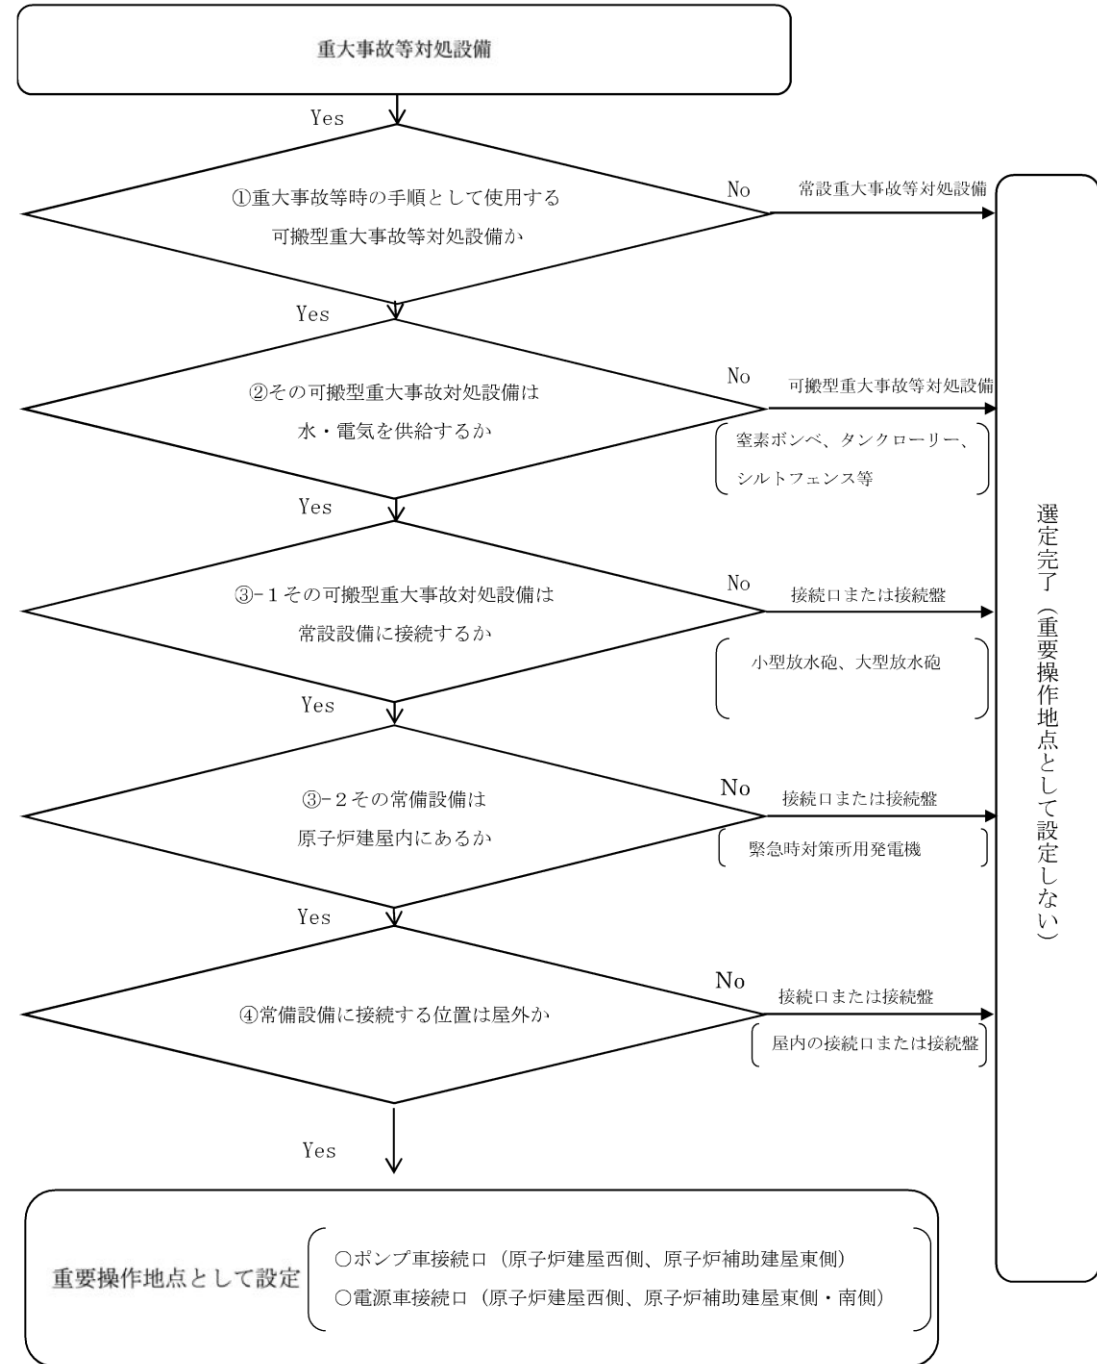 重大事故等対処設備
Yes
①重大事故等時の手順として使用する
可搬型重大事故等対処設備か
No
常設重大事故等対処設備
Yes
②その可搬型重大事故対処設備は
水・電気を供給するか
No
可搬型重大事故等対処設備
窒素ボンベ、タンクローリー、
シルトフェンス等
Yes
③-1その可搬型重大事故対処設備は
常設設備に接続するか
No
接続口または接続盤
小型放水砲、大型放水砲
Yes
③-2その常備設備は
原子炉建屋内にあるか
No
接続口または接続盤
緊急時対策所用発電機
Yes
④常備設備に接続する位置は屋外か
No
接続口または接続盤
屋内の接続口または接続盤
Yes
選定完了（重要操作地点として設定しない）
重要操作地点として設定
○ポンプ車接続口（原子炉建屋西側、原子炉補助建屋東側）
○電源車接続口（原子炉建屋西側、原子炉補助建屋東側・南側）